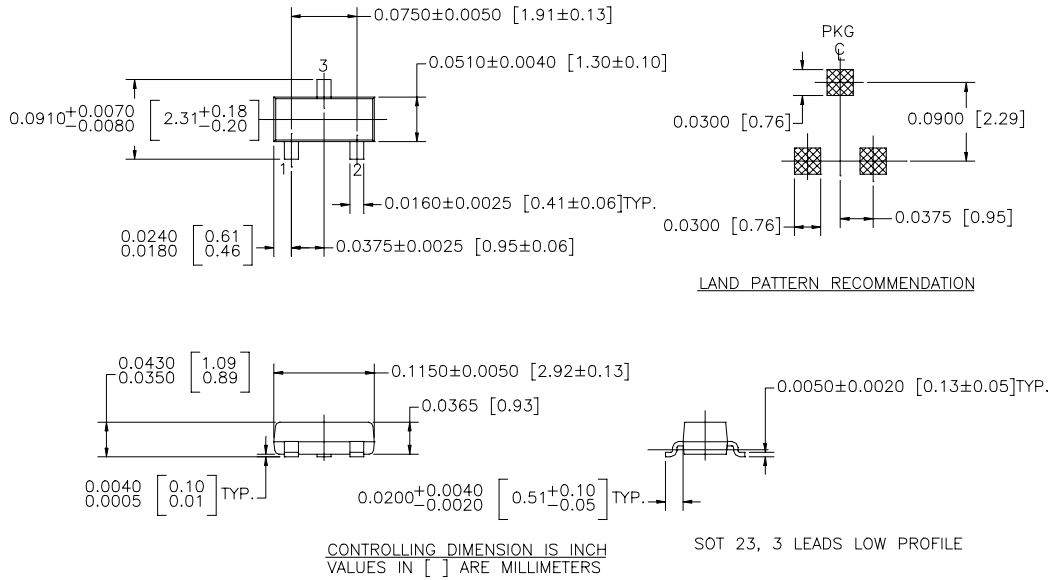 0.0750±0.0050 [1.91±0.13]
3
0.0510±0.0040 [1.30±0.10]
0.0910+0.0070
-0.0080 [2.31+0.18
-0.20]
1
2
0.0160±0.0025 [0.41±0.06]TYP.
0.0240 [0.61
0.0180 0.46]
0.0375±0.0025 [0.95±0.06]
PKG
℄
0.0300 [0.76]
0.0900 [2.29]
0.0300 [0.76]
0.0375 [0.95]
LAND PATTERN RECOMMENDATION
0.0430 [1.09
0.0350 0.89]
0.1150±0.0050 [2.92±0.13]
0.0365 [0.93]
0.0040 [0.10
0.0005 0.01] TYP.
0.0050±0.0020 [0.13±0.05]TYP.
0.0200+0.0040
-0.0020 [0.51+0.10
-0.05] TYP.
CONTROLLING DIMENSION IS INCH
VALUES IN [ ] ARE MILLIMETERS
SOT 23, 3 LEADS LOW PROFILE